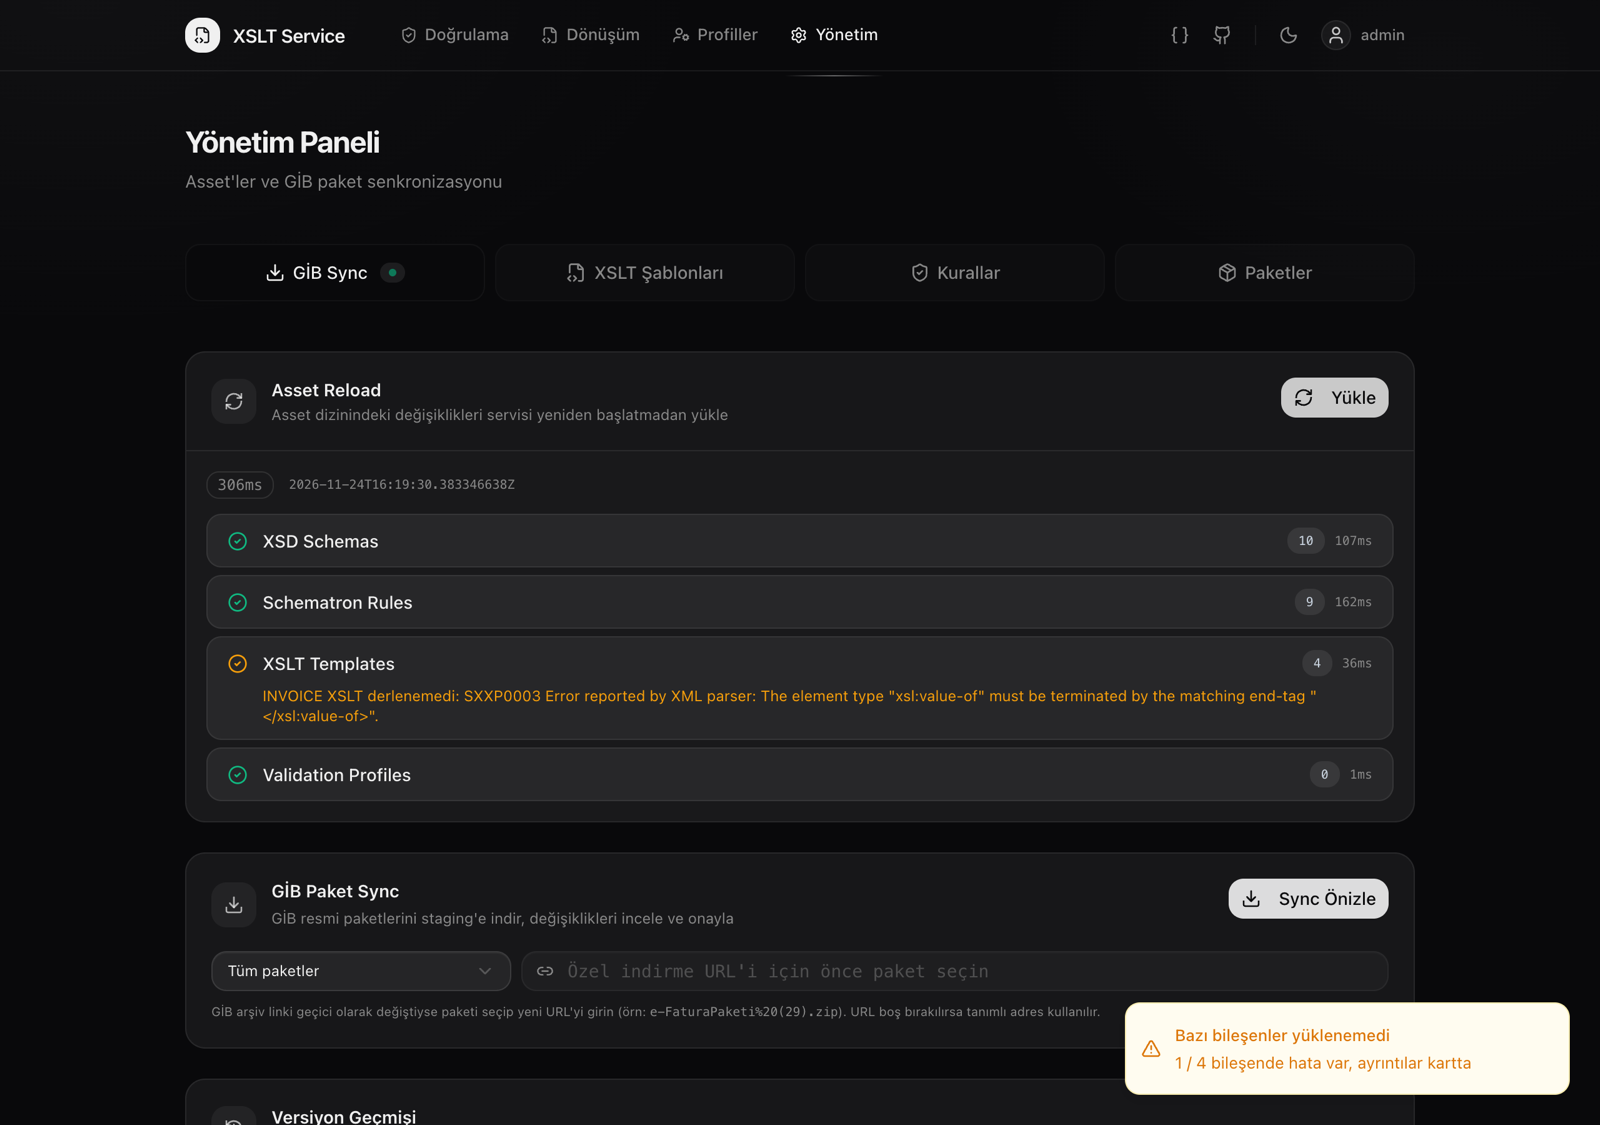 XSLT Service
Doğrulama
Dönüşüm
Profiller
Yönetim
admin
Yönetim Paneli
Asset'ler ve GİB paket senkronizasyonu
GİB Sync
XSLT Şablonları
Kurallar
Paketler
Asset Reload
Asset dizinindeki değişiklikleri servisi yeniden başlatmadan yükle
Yükle
306ms
2026-11-24T16:19:30.383346638Z
XSD Schemas
10
107ms
Schematron Rules
9
162ms
XSLT Templates
4
36ms
INVOICE XSLT derlenemedi: SXXP0003 Error reported by XML parser: The element type "xsl:value-of" must be terminated by the matching end-tag "
</xsl:value-of>".
Validation Profiles
0
1ms
GİB Paket Sync
GİB resmi paketlerini staging'e indir, değişiklikleri incele ve onayla
Sync Önizle
Tüm paketler
Özel indirme URL'i için önce paket seçin
GİB arşiv linki geçici olarak değiştiyse paketi seçip yeni URL'yi girin (örn: e-FaturaPaketi%20(29).zip). URL boş bırakılırsa tanımlı adres kullanılır.
Bazı bileşenler yüklenemedi
1 / 4 bileşende hata var, ayrıntılar kartta
Versiyon Geçmişi